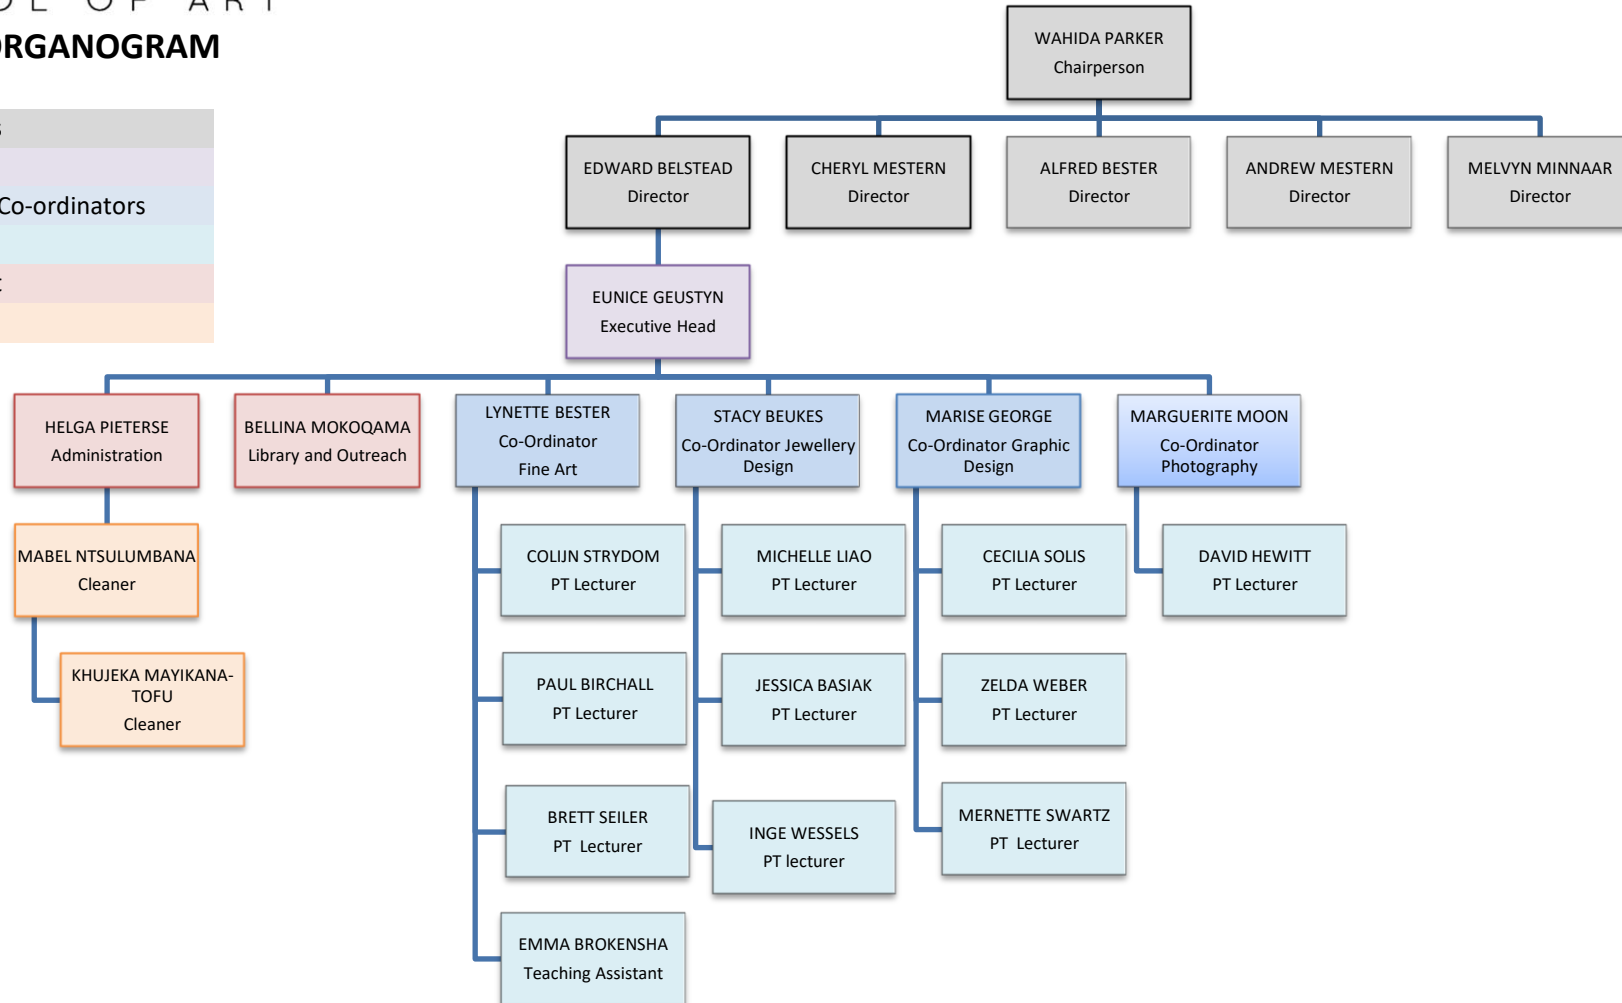 OF ART
ORGANOGRAM
Co-ordinators
WAHIDA PARKER
Chairperson
EDWARD BELSTEAD
Director
CHERYL MESTERN
Director
ALFRED BESTER
Director
ANDREW MESTERN
Director
MELVYN MINNAAR
Director
EUNICE GEUSTYN
Executive Head
HELGA PIETERSE
Administration
BELLINA MOKOQAMA
Library and Outreach
LYNETTE BESTER
Co-Ordinator
Fine Art
STACY BEUKES
Co-Ordinator Jewellery
Design
MARISE GEORGE
Co-Ordinator Graphic
Design
MARGUERITE MOON
Co-Ordinator
Photography
MABEL NTSULUMBANA
Cleaner
KHUJEKA MAYIKANA-
TOFU
Cleaner
COLIJN STRYDOM
PT Lecturer
PAUL BIRCHALL
PT Lecturer
BRETT SEILER
PT  Lecturer
EMMA BROKENSHA
Teaching Assistant
MICHELLE LIAO
PT Lecturer
JESSICA BASIAK
PT Lecturer
INGE WESSELS
PT lecturer
CECILIA SOLIS
PT Lecturer
ZELDA WEBER
PT Lecturer
MERNETTE SWARTZ
PT  Lecturer
DAVID HEWITT
PT Lecturer